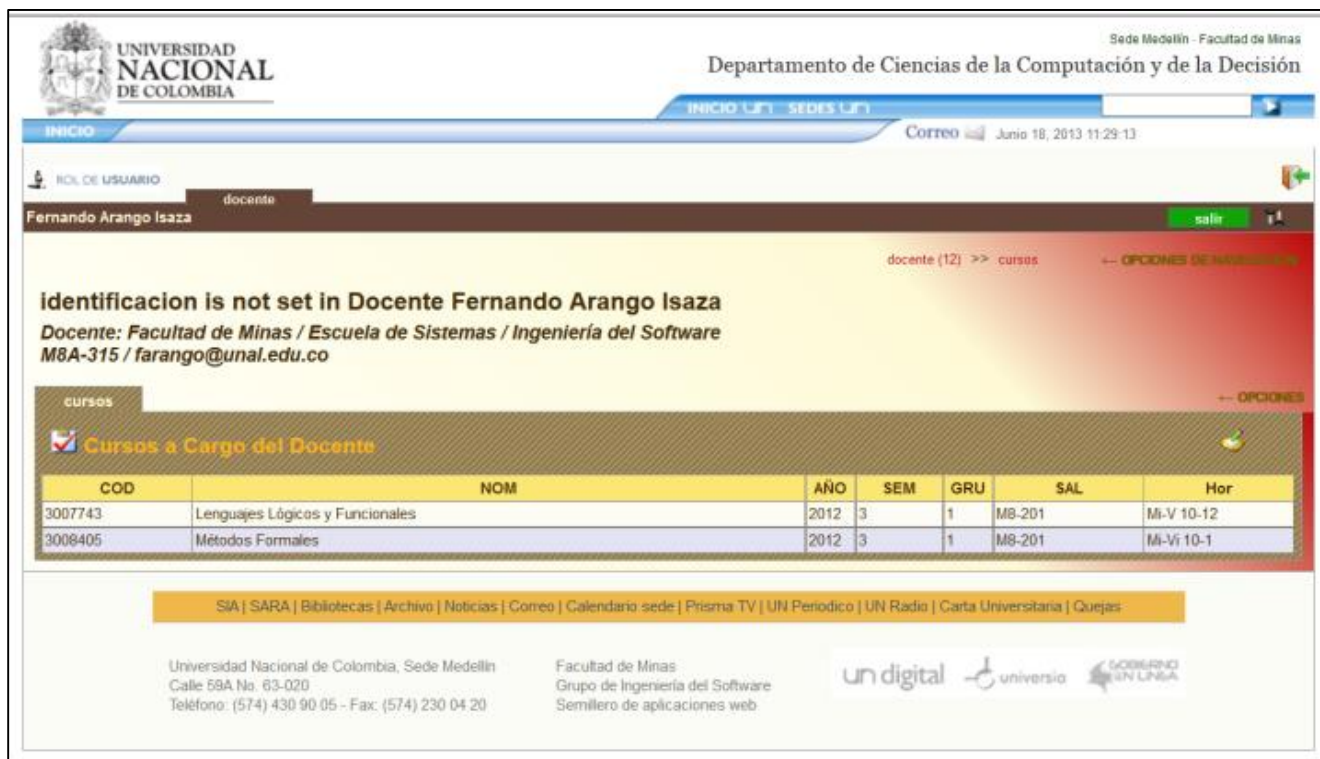 UNIVERSIDAD
NACIONAL
DE COLOMBIA
Sede Medellín - Facultad de Minas
Departamento de Ciencias de la Computación y de la Decisión
INICIO UN SEDES UN
INICIO
Correo Junio 18, 2013 11:29:13
ROL DE USUARIO
docente
Fernando Arango Isaza salir
docente (12) >> cursos ← OPCIONES DE
identificacion is not set in Docente Fernando Arango Isaza
Docente: Facultad de Minas / Escuela de Sistemas / Ingeniería del Software
M8A-315 / farango@unal.edu.co
cursos ← OPCIONES
Cursos a Cargo del Docente
COD NOM AÑO SEM GRU SAL Hor
3007743 Lenguajes Lógicos y Funcionales 2012 3 1 M8-201 Mi-V 10-12
3008405 Métodos Formales 2012 3 1 M8-201 Mi-Vi 10-1
SIA | SARA | Bibliotecas | Archivo | Noticias | Correo | Calendario sede | Prisma TV | UN Periodico | UN Radio | Carta Universitaria | Quejas
Universidad Nacional de Colombia, Sede Medellín
Calle 59A No. 63-020
Teléfono: (574) 430 90 05 - Fax: (574) 230 04 20
Facultad de Minas
Grupo de Ingeniería del Software
Semillero de aplicaciones web
un digital universia GOBIERNO
EN LÍNEA